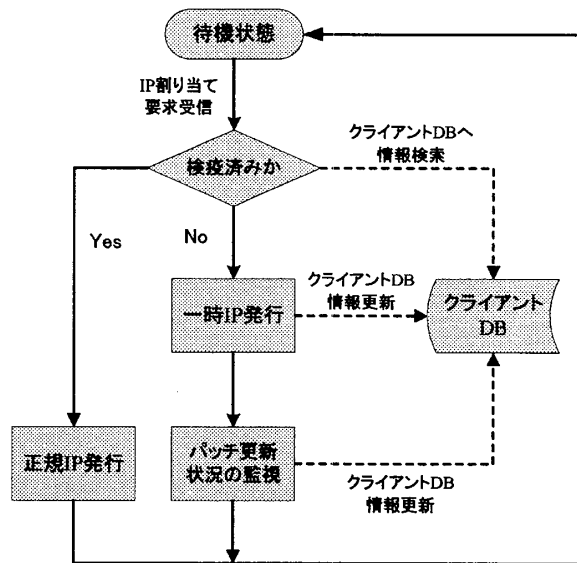 待機状態
IP割り当て
要求受信
クライアントDBへ
情報検索
検疫済みか
Yes
No
クライアントDB
情報更新
一時IP発行
クライアント
DB
正規IP発行
パッチ更新
状況の監視
クライアントDB
情報更新